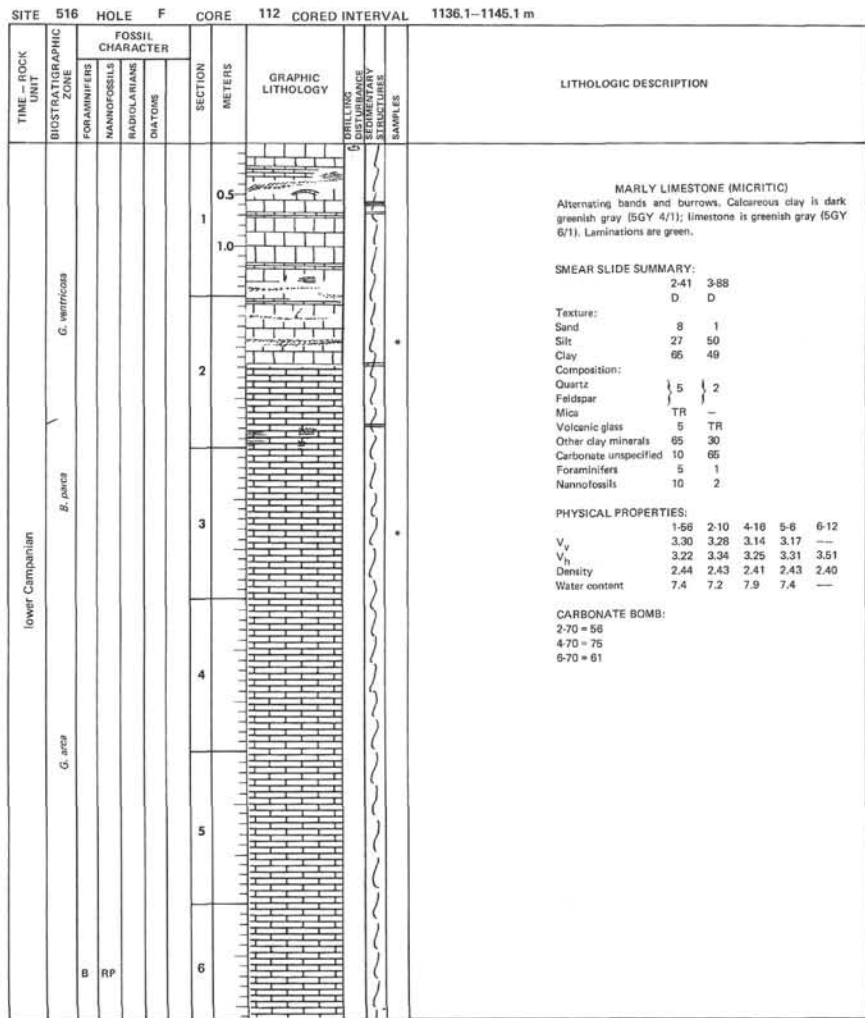 SITE 516 HOLE F CORE 112 CORED INTERVAL 1136.1–1145.1 m
TIME – ROCK UNIT
BIOSTRATIGRAPHIC ZONE
FOSSIL CHARACTER
FORAMINIFERS
NANNOFOSSILS
RADIOLARIANS
DIATOMS
SECTION
METERS
GRAPHIC LITHOLOGY
DRILLING DISTURBANCE
SEDIMENTARY STRUCTURES
SAMPLES
LITHOLOGIC DESCRIPTION
lower Campanian
G. ventricosa
B. parca
G. arca
B RP
1
0.5
1.0
2
3
4
5
6
*
*
MARLY LIMESTONE (MICRITIC)
Alternating bands and burrows. Calcareous clay is dark
greenish gray (5GY 4/1); limestone is greenish gray (5GY
6/1). Laminations are green.
SMEAR SLIDE SUMMARY:
2-41 3-88
D D
Texture:
Sand 8 1
Silt 27 50
Clay 65 49
Composition:
Quartz } 5 } 2
Feldspar
Mica TR –
Volcanic glass 5 TR
Other clay minerals 65 30
Carbonate unspecified 10 65
Foraminifers 5 1
Nannofossils 10 2
PHYSICAL PROPERTIES:
1-56 2-10 4-16 5-6 6-12
Vv 3.30 3.28 3.14 3.17 ––
Vh 3.22 3.34 3.25 3.31 3.51
Density 2.44 2.43 2.41 2.43 2.40
Water content 7.4 7.2 7.9 7.4 ––
CARBONATE BOMB:
2-70 = 56
4-70 = 75
6-70 = 61